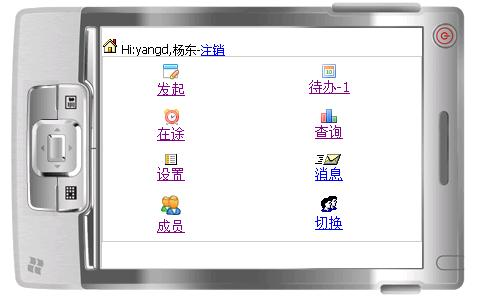 Hi:yangd,杨东-注销
发起 待办-1
在途 查询
设置 消息
成员 切换